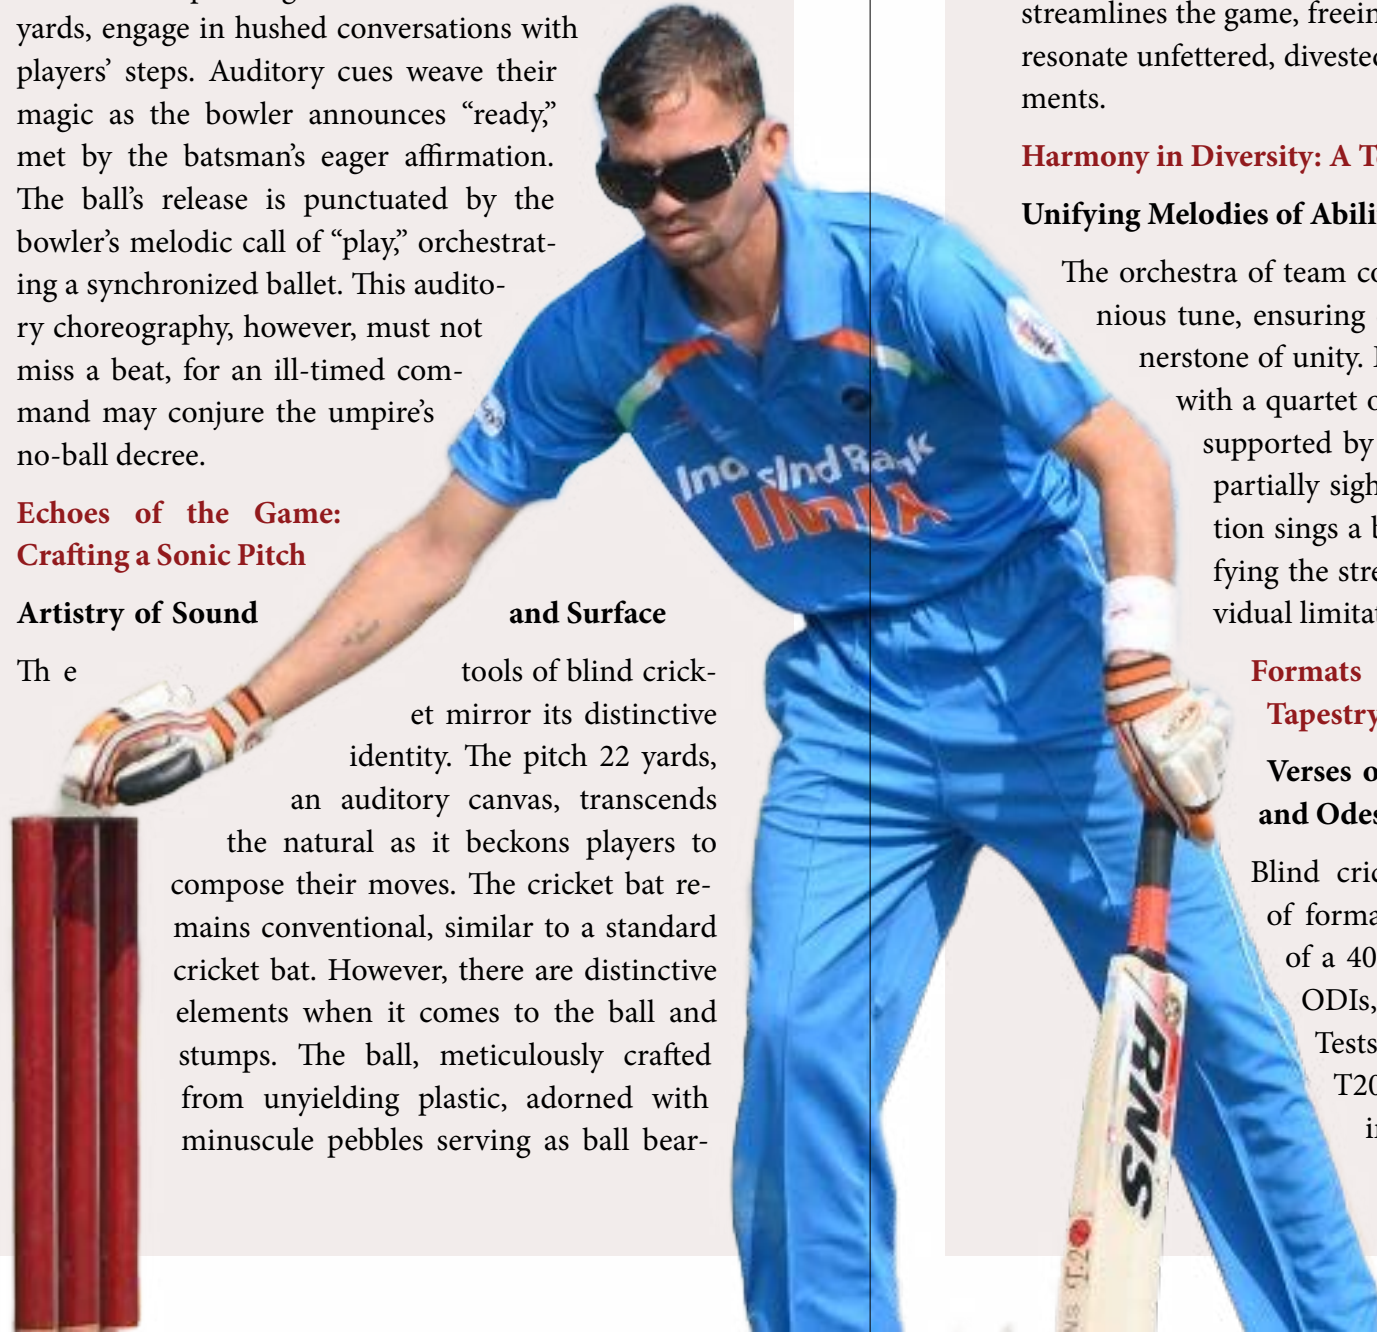 yards, engage in hushed conversations with
players’ steps. Auditory cues weave their
magic as the bowler announces “ready,”
met by the batsman’s eager affirmation.
The ball’s release is punctuated by the
bowler’s melodic call of “play,” orchestrat-
ing a synchronized ballet. This audito-
ry choreography, however, must not
miss a beat, for an ill-timed com-
mand may conjure the umpire’s
no-ball decree.
Echoes of the Game:
Crafting a Sonic Pitch
Artistry of Sound and Surface
Th e tools of blind crick-
et mirror its distinctive
identity. The pitch 22 yards,
an auditory canvas, transcends
the natural as it beckons players to
compose their moves. The cricket bat re-
mains conventional, similar to a standard
cricket bat. However, there are distinctive
elements when it comes to the ball and
stumps. The ball, meticulously crafted
from unyielding plastic, adorned with
minuscule pebbles serving as ball bear-
IndusInd Bank
INDIA
RNS
T-20
streamlines the game, freein
resonate unfettered, divested
ments.
Harmony in Diversity: A T
Unifying Melodies of Abili
The orchestra of team co
nious tune, ensuring
nerstone of unity.
with a quartet
supported by
partially sigh
tion sings a
fying the stre
vidual limitat
Formats
Tapestry
Verses o
and Odes
Blind cric
of forma
of a 40
ODIs,
Tests
T20